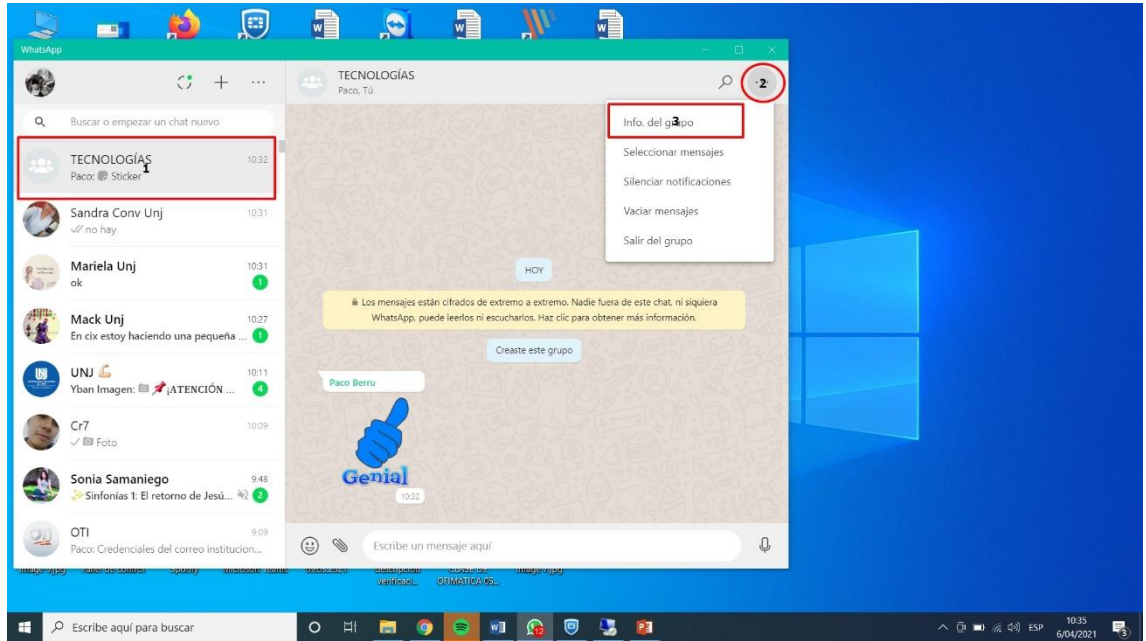 WhatsApp
TECNOLOGÍAS
Paco, Tú
2
Buscar o empezar un chat nuevo
Info. del grupo
3
Seleccionar mensajes
Silenciar notificaciones
Vaciar mensajes
Salir del grupo
TECNOLOGÍAS 10:32
1
Paco: Sticker
Sandra Conv Unj 10:31
no hay
Mariela Unj 10:31
ok 1
Mack Unj 10:27
En cix estoy haciendo una pequeña ... 1
UNJ 💪 10:11
Yban Imagen: 📷 📌¡ATENCIÓN ... 4
Cr7 10:09
Foto
Sonia Samaniego 9:48
✨Sinfonías 1: El retorno de Jesú... 2
OTI 9:09
Paco: Credenciales del correo institucion...
HOY
Los mensajes están cifrados de extremo a extremo. Nadie fuera de este chat, ni siquiera
WhatsApp, puede leerlos ni escucharlos. Haz clic para obtener más información.
Creaste este grupo
Paco Berru
Genial
10:32
Escribe un mensaje aquí
verificaci... OFIMATICA 05...
Escribe aquí para buscar
ESP
10:35
6/04/2021